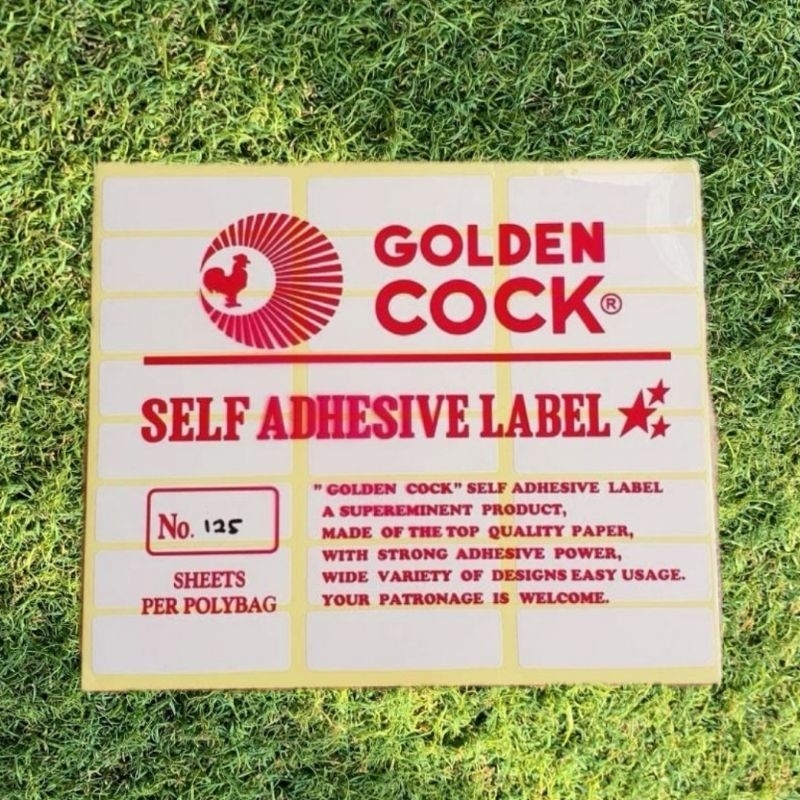 GOLDEN
COCK®
SELF ADHESIVE LABEL
No. 125
SHEETS
PER POLYBAG
" GOLDEN COCK" SELF ADHESIVE LABEL
A SUPEREMINENT PRODUCT,
MADE OF THE TOP QUALITY PAPER,
WITH STRONG ADHESIVE POWER,
WIDE VARIETY OF DESIGNS EASY USAGE.
YOUR PATRONAGE IS WELCOME.